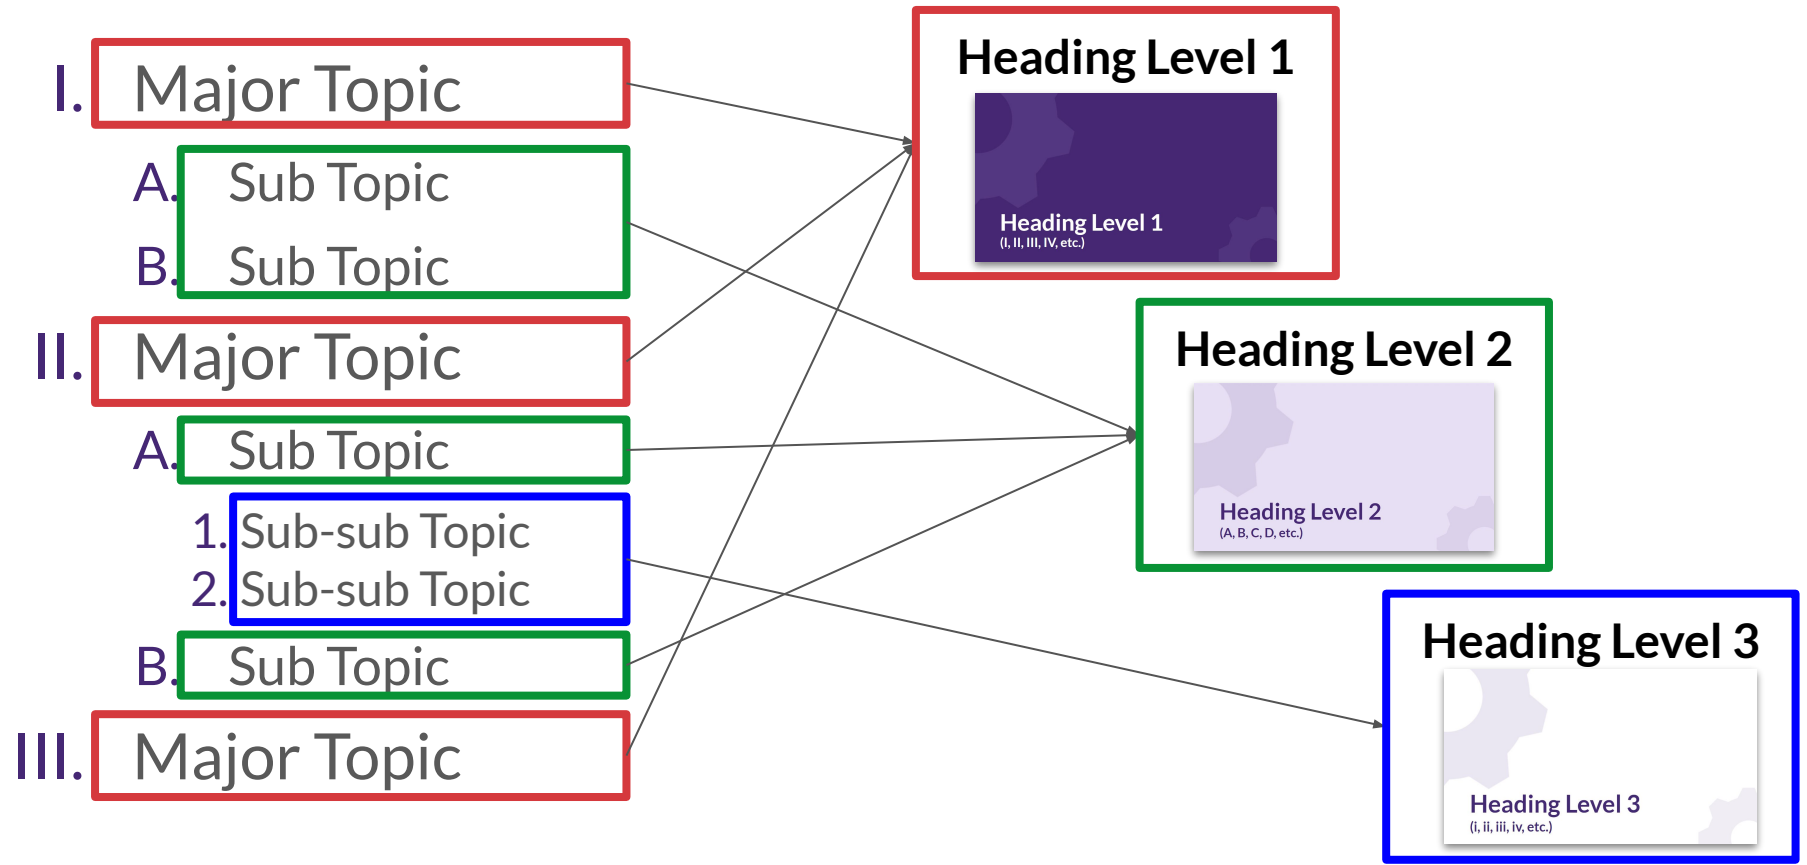 I. Major Topic
A. Sub Topic
B. Sub Topic
II. Major Topic
A. Sub Topic
1. Sub-sub Topic
2. Sub-sub Topic
B. Sub Topic
III. Major Topic
Heading Level 1
Heading Level 1
(I, II, III, IV, etc.)
Heading Level 2
Heading Level 2
(A, B, C, D, etc.)
Heading Level 3
Heading Level 3
(i, ii, iii, iv, etc.)